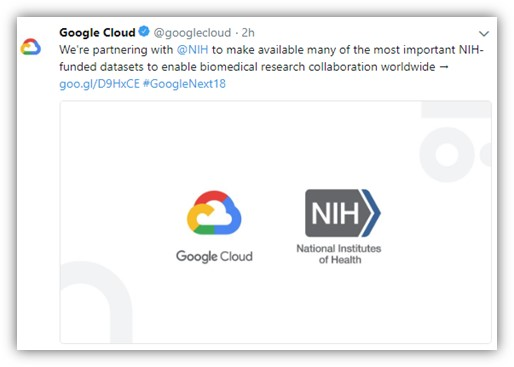 Google Cloud @googlecloud · 2h
We're partnering with @NIH to make available many of the most important NIH-
funded datasets to enable biomedical research collaboration worldwide →
goo.gl/D9HxCE #GoogleNext18
Google Cloud
NIH
National Institutes
of Health